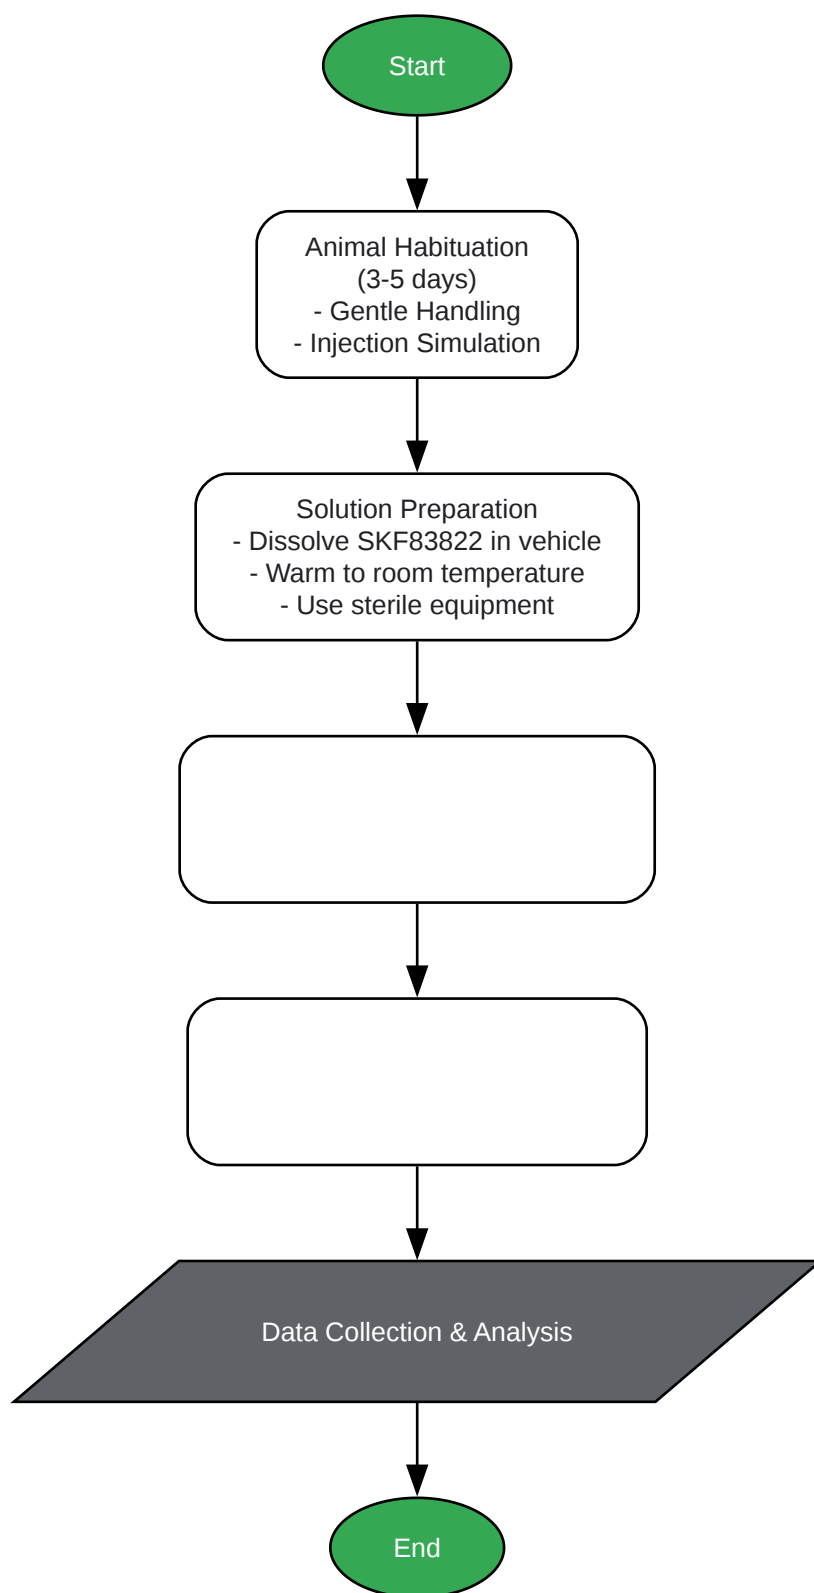 Start
Animal Habituation
(3-5 days)
- Gentle Handling
- Injection Simulation
Solution Preparation
- Dissolve SKF83822 in vehicle
- Warm to room temperature
- Use sterile equipment
Data Collection & Analysis
End